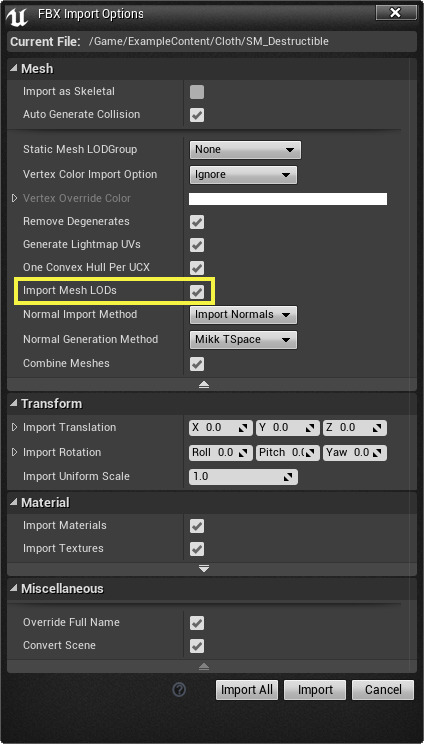 FBX Import Options
Current File: /Game/ExampleContent/Cloth/SM_Destructible
Mesh
Import as Skeletal
Auto Generate Collision
Static Mesh LODGroup None
Vertex Color Import Option Ignore
Vertex Override Color
Remove Degenerates
Generate Lightmap UVs
One Convex Hull Per UCX
Import Mesh LODs
Normal Import Method Import Normals
Normal Generation Method Mikk TSpace
Combine Meshes
Transform
Import Translation X 0.0 Y 0.0 Z 0.0
Import Rotation Roll 0.0 Pitch 0.( Yaw 0.0
Import Uniform Scale 1.0
Material
Import Materials
Import Textures
Miscellaneous
Override Full Name
Convert Scene
? Import All Import Cancel